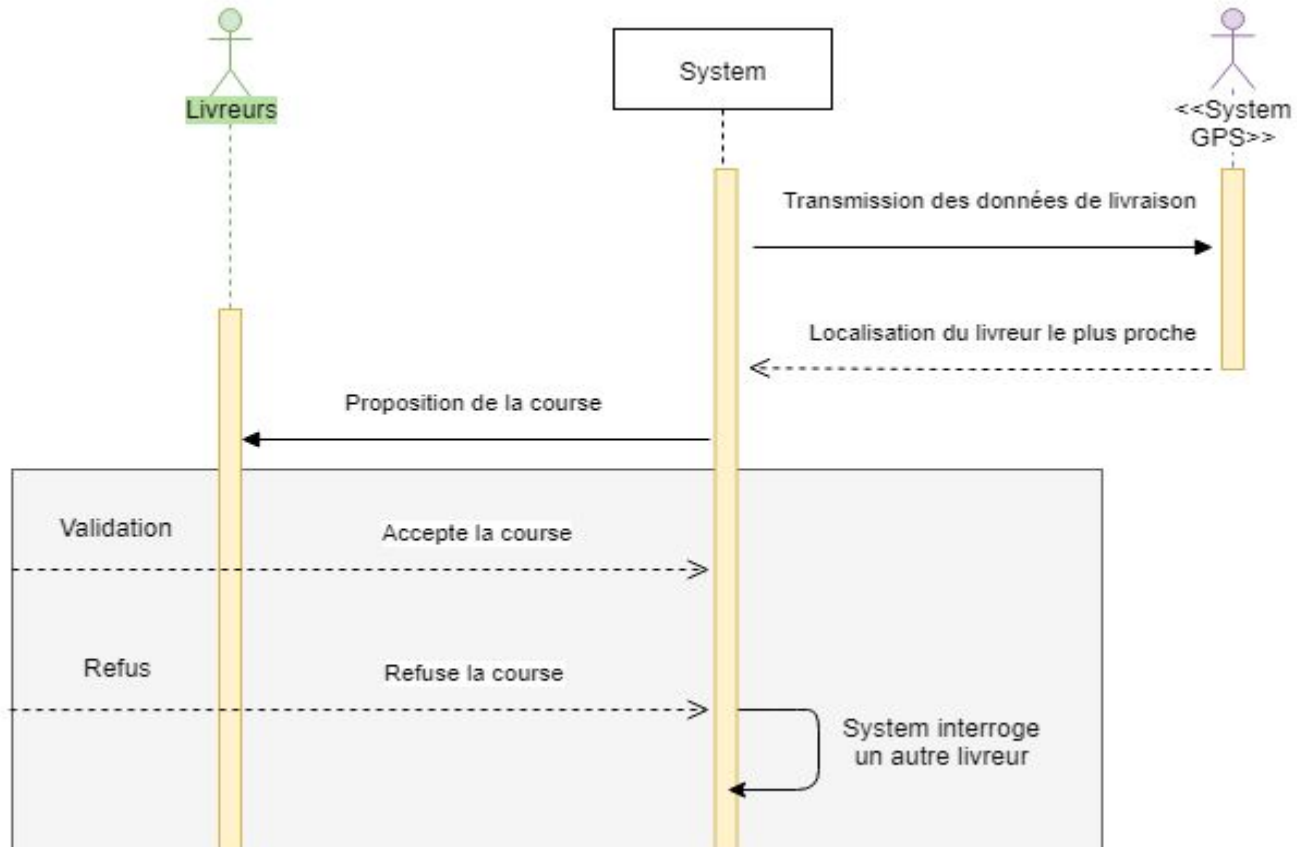 Livreurs
System
<<System
GPS>>
Transmission des données de livraison
Localisation du livreur le plus proche
Proposition de la course
Validation
Accepte la course
Refus
Refuse la course
System interroge
un autre livreur